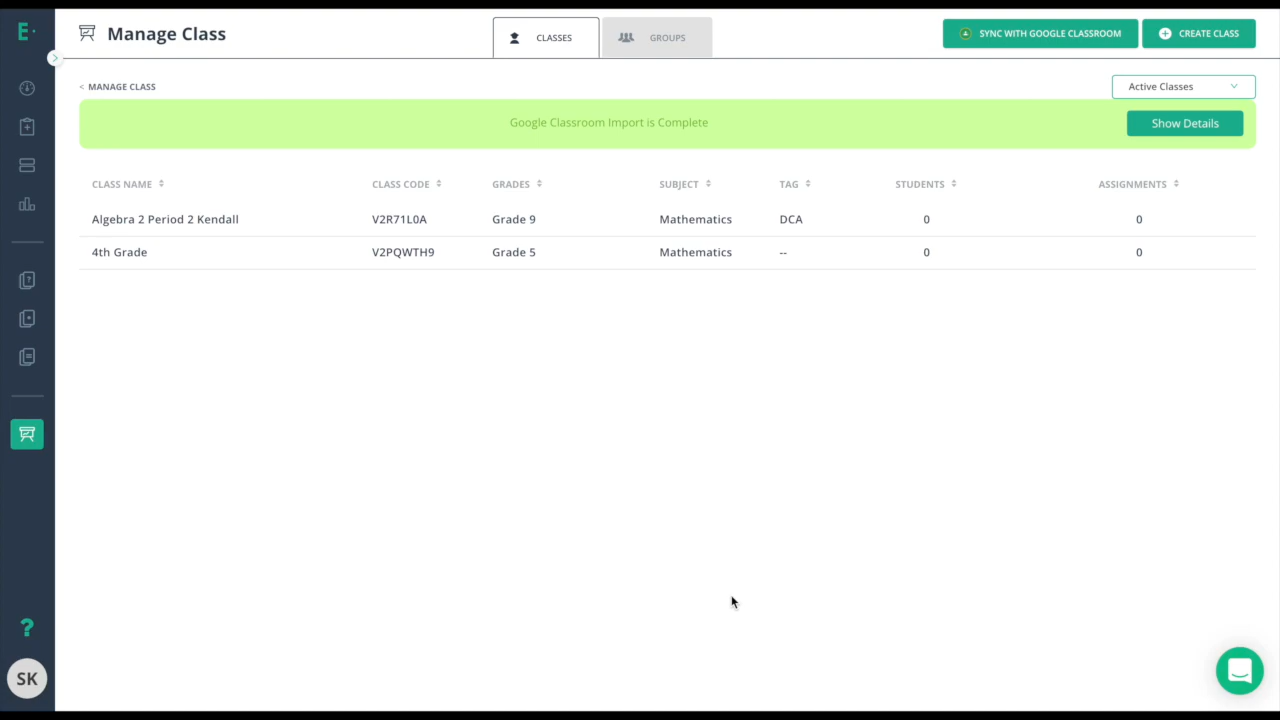 E·
Manage Class
CLASSES
GROUPS
SYNC WITH GOOGLE CLASSROOM
CREATE CLASS
< MANAGE CLASS
Active Classes
Google Classroom Import is Complete
Show Details
CLASS NAME CLASS CODE GRADES SUBJECT TAG STUDENTS ASSIGNMENTS
Algebra 2 Period 2 Kendall V2R71L0A Grade 9 Mathematics DCA 0 0
4th Grade V2PQWTH9 Grade 5 Mathematics -- 0 0
?
SK